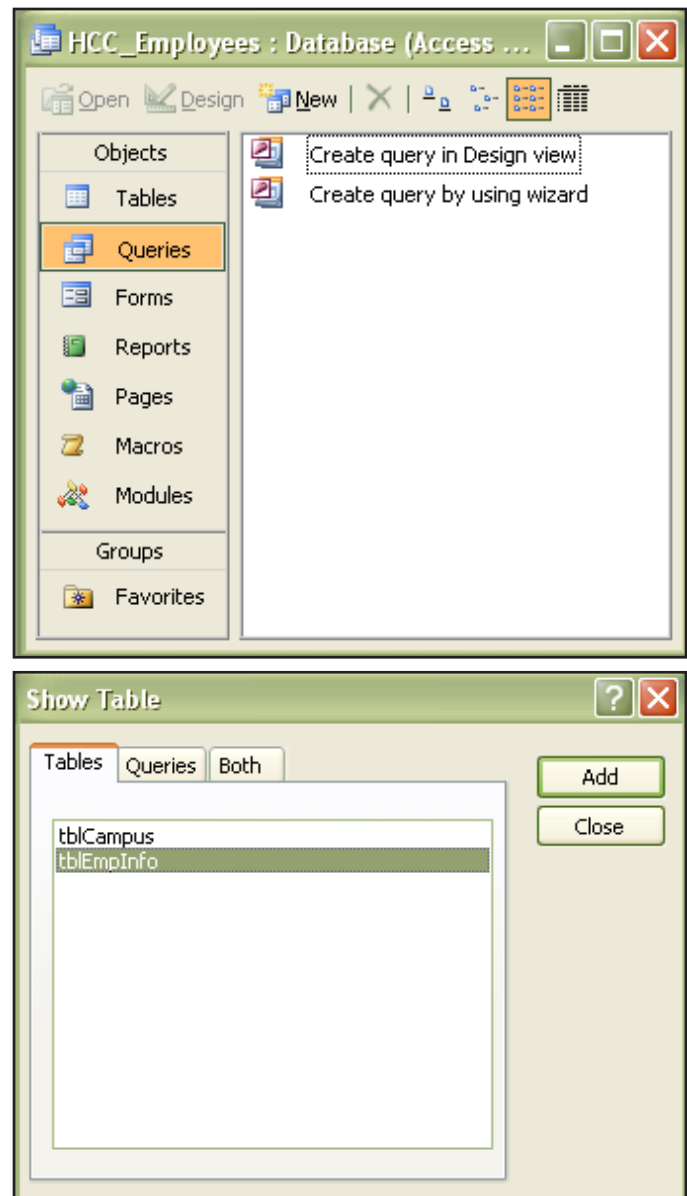 HCC_Employees : Database (Access ...
Open Design New
Objects
Tables
Queries
Forms
Reports
Pages
Macros
Modules
Groups
Favorites
Create query in Design view
Create query by using wizard
Show Table
Tables Queries Both
tblCampus
tblEmpInfo
Add
Close